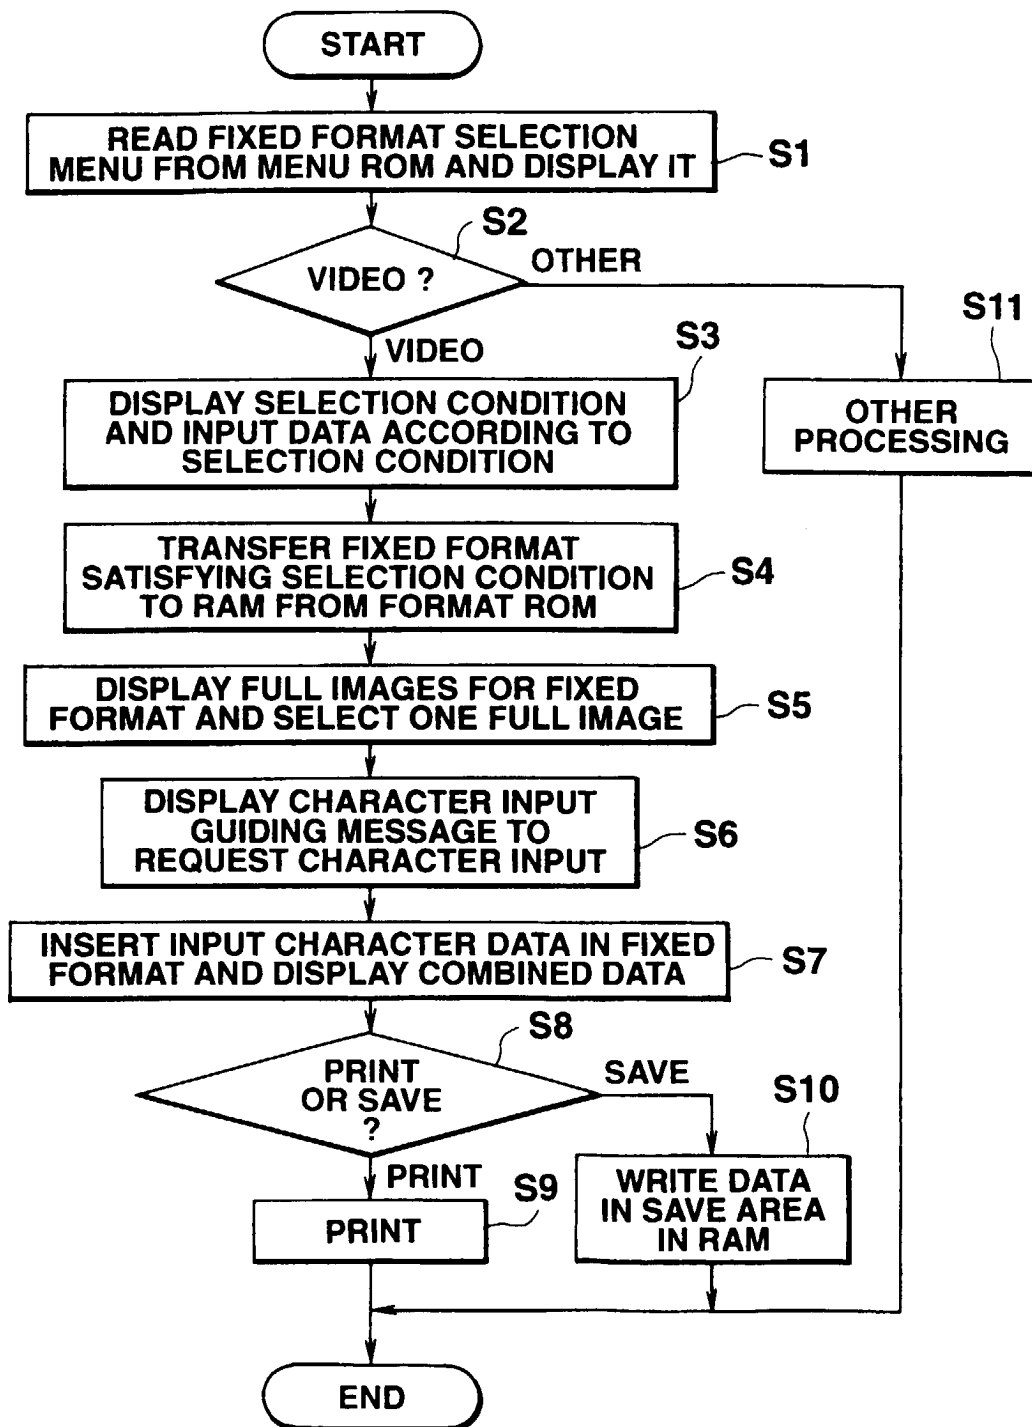 START
READ FIXED FORMAT SELECTION
MENU FROM MENU ROM AND DISPLAY IT
S1
S2
VIDEO ?
OTHER
VIDEO
S11
OTHER
PROCESSING
S3
DISPLAY SELECTION CONDITION
AND INPUT DATA ACCORDING TO
SELECTION CONDITION
TRANSFER FIXED FORMAT
SATISFYING SELECTION CONDITION
TO RAM FROM FORMAT ROM
S4
DISPLAY FULL IMAGES FOR FIXED
FORMAT AND SELECT ONE FULL IMAGE
S5
DISPLAY CHARACTER INPUT
GUIDING MESSAGE TO
REQUEST CHARACTER INPUT
S6
INSERT INPUT CHARACTER DATA IN FIXED
FORMAT AND DISPLAY COMBINED DATA
S7
S8
PRINT
OR SAVE
?
SAVE
PRINT
S10
WRITE DATA
IN SAVE AREA
IN RAM
S9
PRINT
END